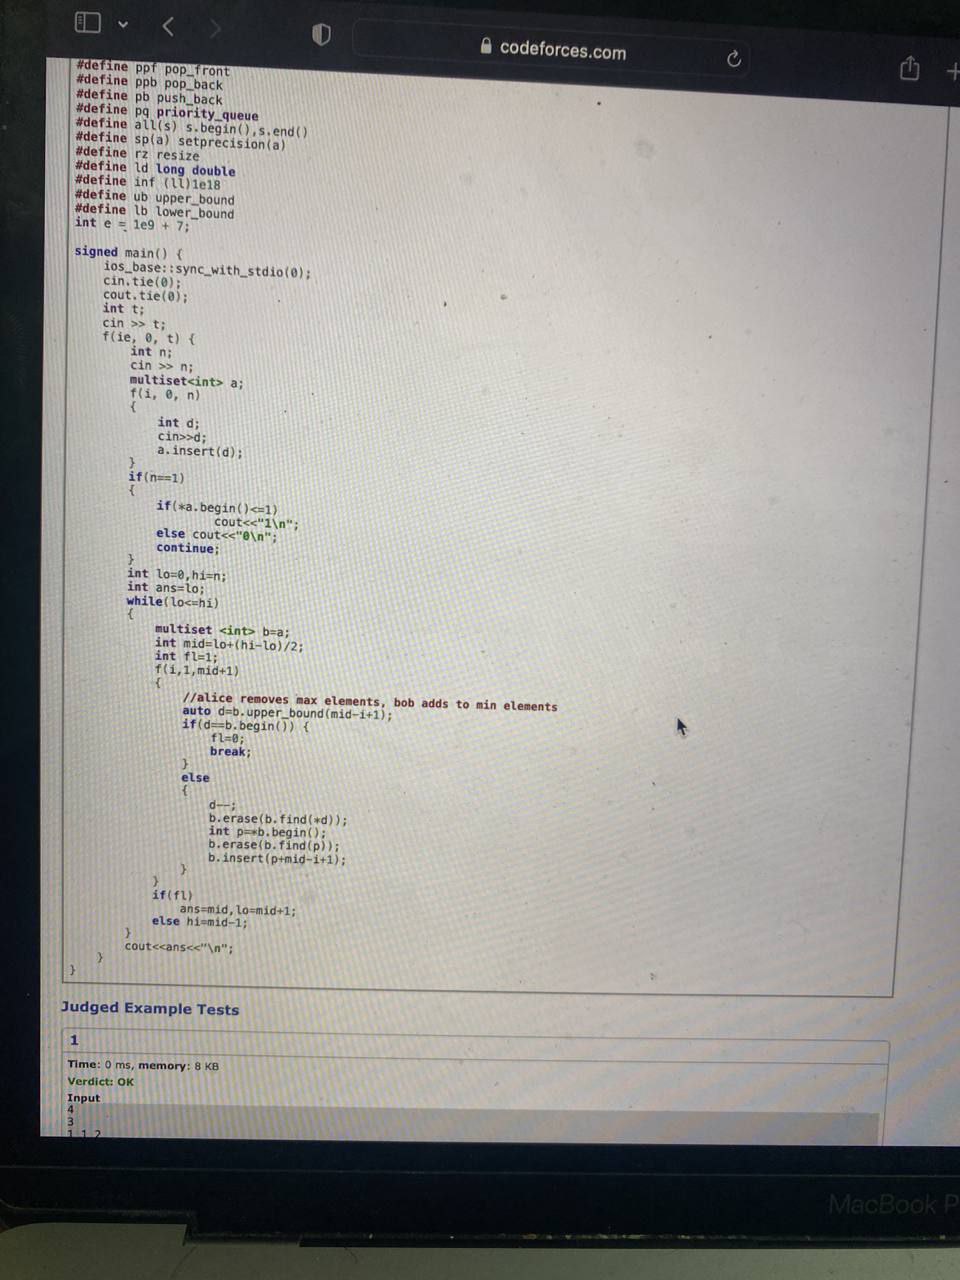 codeforces.com
#define ppf pop_front
#define ppb pop_back
#define pb push_back
#define pq priority_queue
#define all(s) s.begin(),s.end()
#define sp(a) setprecision(a)
#define rz resize
#define ld long double
#define inf (ll)1e18
#define ub upper_bound
#define lb lower_bound
int e = 1e9 + 7;
signed main() {
ios_base::sync_with_stdio(0);
cin.tie(0);
cout.tie(0);
int t;
cin >> t;
f(ie, 0, t) {
int n;
cin >> n;
multiset<int> a;
f(i, 0, n)
{
int d;
cin>>d;
a.insert(d);
}
if(n==1)
{
if(*a.begin()<=1)
cout<<"1\n";
else cout<<"0\n";
continue;
}
int lo=0,hi=n;
int ans=lo;
while(lo<=hi)
{
multiset <int> b=a;
int mid=lo+(hi-lo)/2;
int fl=1;
f(i,1,mid+1)
{
//alice removes max elements, bob adds to min elements
auto d=b.upper_bound(mid-i+1);
if(d==b.begin()) {
fl=0;
break;
}
else
{
d--;
b.erase(b.find(*d));
int p=*b.begin();
b.erase(b.find(p));
b.insert(p+mid-i+1);
}
}
if(fl)
ans=mid,lo=mid+1;
else hi=mid-1;
}
cout<<ans<<"\n";
}
}
Judged Example Tests
1
Time: 0 ms, memory: 8 KB
Verdict: OK
Input
4
3
1 1 2
MacBook P